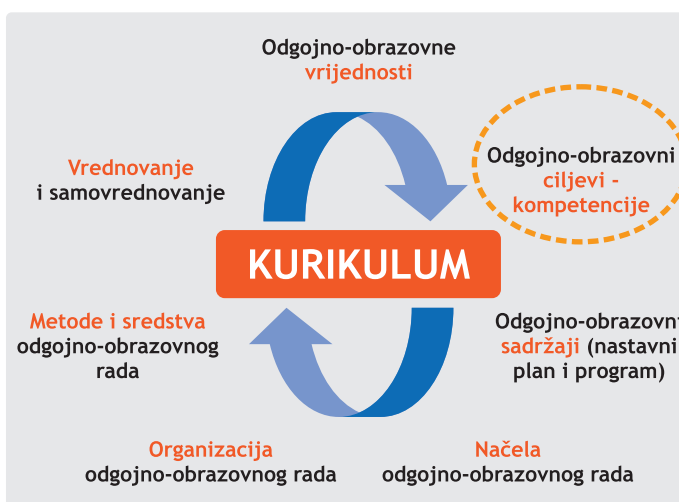 Odgojno-obrazovne
vrijednosti
Odgojno-obrazovni
ciljevi -
kompetencije
Odgojno-obrazovni
sadržaji (nastavni
plan i program)
Načela
odgojno-obrazovnog rada
Organizacija
odgojno-obrazovnog rada
Metode i sredstva
odgojno-obrazovnog
rada
Vrednovanje
i samovrednovanje
KURIKULUM